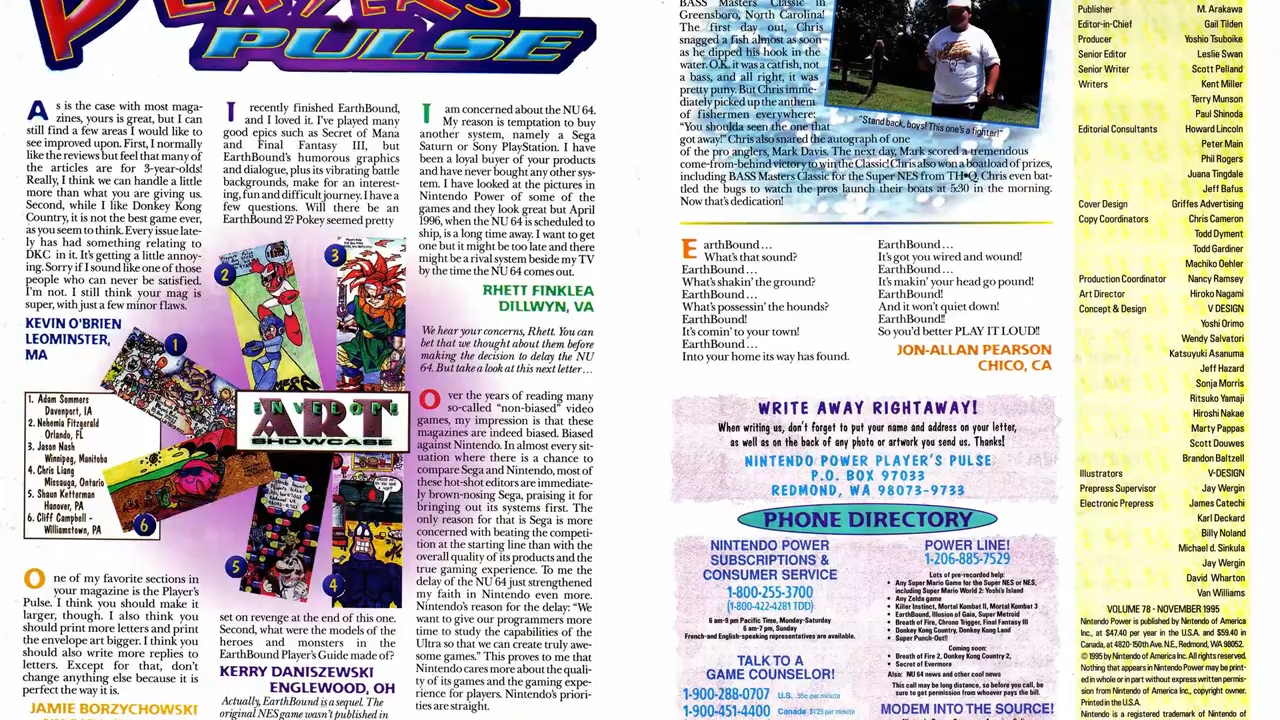 PLAYER'S
PULSE
As is the case with most maga-
zines, yours is great, but I can
still find a few areas I would like to
see improved upon. First, I normally
like the reviews but feel that many of
the articles are for 3-year-olds!
Really, I think we can handle a little
more than what you are giving us.
Second, while I like Donkey Kong
Country, it is not the best game ever,
as you seem to think. Every issue late-
ly has had something relating to
DKC in it. It's getting a little annoy-
ing. Sorry if I sound like one of those
people who can never be satisfied.
I'm not. I still think your mag is
super, with just a few minor flaws.
KEVIN O'BRIEN
LEOMINSTER,
MA
1. Adam Sommers
Davenport, IA
2. Nehemia Fitzgerald
Orlando, FL
3. Jason Nash
Winnipeg, Manitoba
4. Chris Liang
Missauga, Ontario
5. Shaun Ketterman
Hanover, PA
6. Cliff Campbell -
Williamstown, PA
One of my favorite sections in
your magazine is the Player's
Pulse. I think you should make it
larger, though. I also think you
should print more letters and print
the envelope art bigger. I think you
should also write more replies to
letters. Except for that, don't
change anything else because it is
perfect the way it is.
JAMIE BORZYCHOWSKI
I recently finished EarthBound,
and I loved it. I've played many
good epics such as Secret of Mana
and Final Fantasy III, but
EarthBound's humorous graphics
and dialogue, plus its vibrating battle
backgrounds, make for an interest-
ing, fun and difficult journey. I have a
few questions. Will there be an
EarthBound 2? Pokey seemed pretty
1
2
3
4
5
6
ENVELOPE
ART
SHOWCASE
set on revenge at the end of this one.
Second, what were the models of the
heroes and monsters in the
EarthBound Player's Guide made of?
KERRY DANISZEWSKI
ENGLEWOOD, OH
Actually, EarthBound is a sequel. The
original NES game wasn't published in
I am concerned about the NU 64.
My reason is temptation to buy
another system, namely a Sega
Saturn or Sony PlayStation. I have
been a loyal buyer of your products
and have never bought any other sys-
tem. I have looked at the pictures in
Nintendo Power of some of the
games and they look great but April
1996, when the NU 64 is scheduled to
ship, is a long time away. I want to get
one but it might be too late and there
might be a rival system beside my TV
by the time the NU 64 comes out.
RHETT FINKLEA
DILLWYN, VA
We hear your concerns, Rhett. You can
bet that we thought about them before
making the decision to delay the NU
64. But take a look at this next letter…
Over the years of reading many
so-called "non-biased" video
games, my impression is that these
magazines are indeed biased. Biased
against Nintendo. In almost every sit-
uation where there is a chance to
compare Sega and Nintendo, most of
these hot-shot editors are immediate-
ly brown-nosing Sega, praising it for
bringing out its systems first. The
only reason for that is Sega is more
concerned with beating the competi-
tion at the starting line than with the
overall quality of its products and the
true gaming experience. To me the
delay of the NU 64 just strengthened
my faith in Nintendo even more.
Nintendo's reason for the delay: "We
want to give our programmers more
time to study the capabilities of the
Ultra so that we can create truly awe-
some games." This proves to me that
Nintendo cares more about the quali-
ty of its games and the gaming expe-
rience for players. Nintendo's priori-
ties are straight.
BASS Masters Classic in
Greensboro, North Carolina!
The first day out, Chris
snagged a fish almost as soon
as he dipped his hook in the
water. O.K. it was a catfish, not
a bass, and all right, it was
pretty puny. But Chris imme-
diately picked up the anthem
of fishermen everywhere:
"You shoulda seen the one that
got away!" Chris also snared the autograph of one
of the pro anglers, Mark Davis. The next day, Mark scored a tremendous
come-from-behind victory to win the Classic! Chris also won a boatload of prizes,
including BASS Masters Classic for the Super NES from TH•Q. Chris even bat-
tled the bugs to watch the pros launch their boats at 5:30 in the morning.
Now that's dedication!
"Stand back, boys! This one's a fighter!"
EarthBound…
What's that sound?
EarthBound…
What's shakin' the ground?
EarthBound…
What's possessin' the hounds?
EarthBound!
It's comin' to your town!
EarthBound…
Into your home its way has found.
EarthBound…
It's got you wired and wound!
EarthBound…
It's makin' your head go pound!
EarthBound!
And it won't quiet down!
EarthBound!!
So you'd better PLAY IT LOUD!!
JON-ALLAN PEARSON
CHICO, CA
WRITE AWAY RIGHT AWAY!
When writing us, don't forget to put your name and address on your letter,
as well as on the back of any photo or artwork you send us. Thanks!
NINTENDO POWER PLAYER'S PULSE
P.O. BOX 97033
REDMOND, WA 98073-9733
PHONE DIRECTORY
NINTENDO POWER
SUBSCRIPTIONS &
CONSUMER SERVICE
1-800-255-3700
(1-800-422-4281 TDD)
6 am-9 pm Pacific Time, Monday-Saturday
6 am-7 pm, Sunday
French-and English-speaking representatives are available.
TALK TO A
GAME COUNSELOR!
1-900-288-0707 U.S. 95¢ per minute
1-900-451-4400 Canada $1.25 per minute
POWER LINE!
1-206-885-7529
Lots of pre-recorded help:
• Any Super Mario Game for the Super NES or NES,
including Super Mario World 2: Yoshi's Island
• Any Zelda game
• Killer Instinct, Mortal Kombat II, Mortal Kombat 3
• EarthBound, Illusion of Gaia, Super Metroid
• Breath of Fire, Chrono Trigger, Final Fantasy III
• Donkey Kong Country, Donkey Kong Land
• Super Punch-Out!!
Coming soon:
• Breath of Fire 2, Donkey Kong Country 2,
• Secret of Evermore
Also: NU 64 news and other cool news
This call may be long distance, so before you call, be
sure to get permission from whoever pays the bill.
MODEM INTO THE SOURCE!
Publisher M. Arakawa
Editor-in-Chief Gail Tilden
Producer Yoshio Tsuboike
Senior Editor Leslie Swan
Senior Writer Scott Pelland
Writers Kent Miller
Terry Munson
Paul Shinoda
Editorial Consultants Howard Lincoln
Peter Main
Phil Rogers
Juana Tingdale
Jeff Bafus
Cover Design Griffes Advertising
Copy Coordinators Chris Cameron
Todd Dyment
Todd Gardiner
Machiko Oehler
Production Coordinator Nancy Ramsey
Art Director Hiroko Nagami
Concept & Design V DESIGN
Yoshi Orimo
Wendy Salvatori
Katsuyuki Asanuma
Jeff Hazard
Sonja Morris
Ritsuko Yamaji
Hiroshi Nakae
Marty Pappas
Scott Douwes
Brandon Baltzell
Illustrators V-DESIGN
Prepress Supervisor Jay Wergin
Electronic Prepress James Catechi
Karl Deckard
Billy Noland
Michael d. Sinkula
Jay Wergin
David Wharton
Van Williams
VOLUME 78 - NOVEMBER 1995
Nintendo Power is published by Nintendo of America
Inc., at $47.40 per year in the U.S.A. and $59.40 in
Canada, at 4820-150th Ave. N.E., Redmond, WA 98052.
© 1995 by Nintendo of America Inc. All rights reserved.
Nothing that appears in Nintendo Power may be print-
ed in whole or in part without express written permis-
sion from Nintendo of America Inc., copyright owner.
Printed in the U.S.A.
Nintendo is a registered trademark of Nintendo of